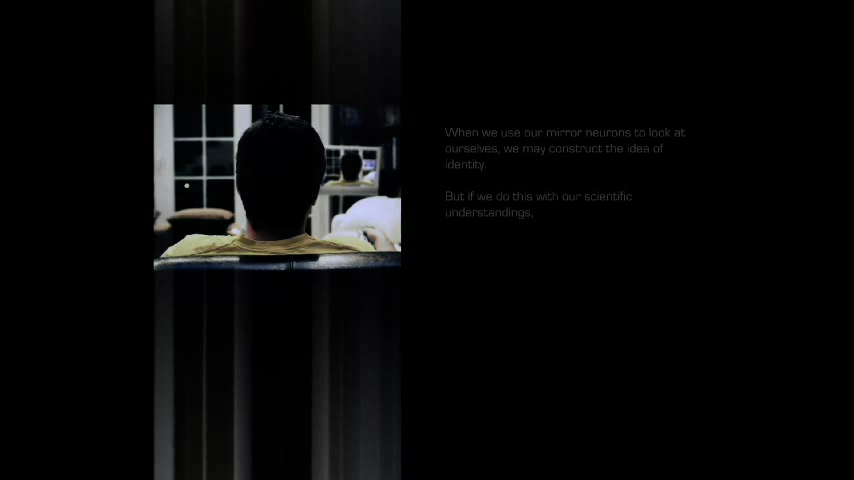 When we use our mirror neurons to look at
ourselves, we may construct the idea of
identity.
But if we do this with our scientific
understandings,